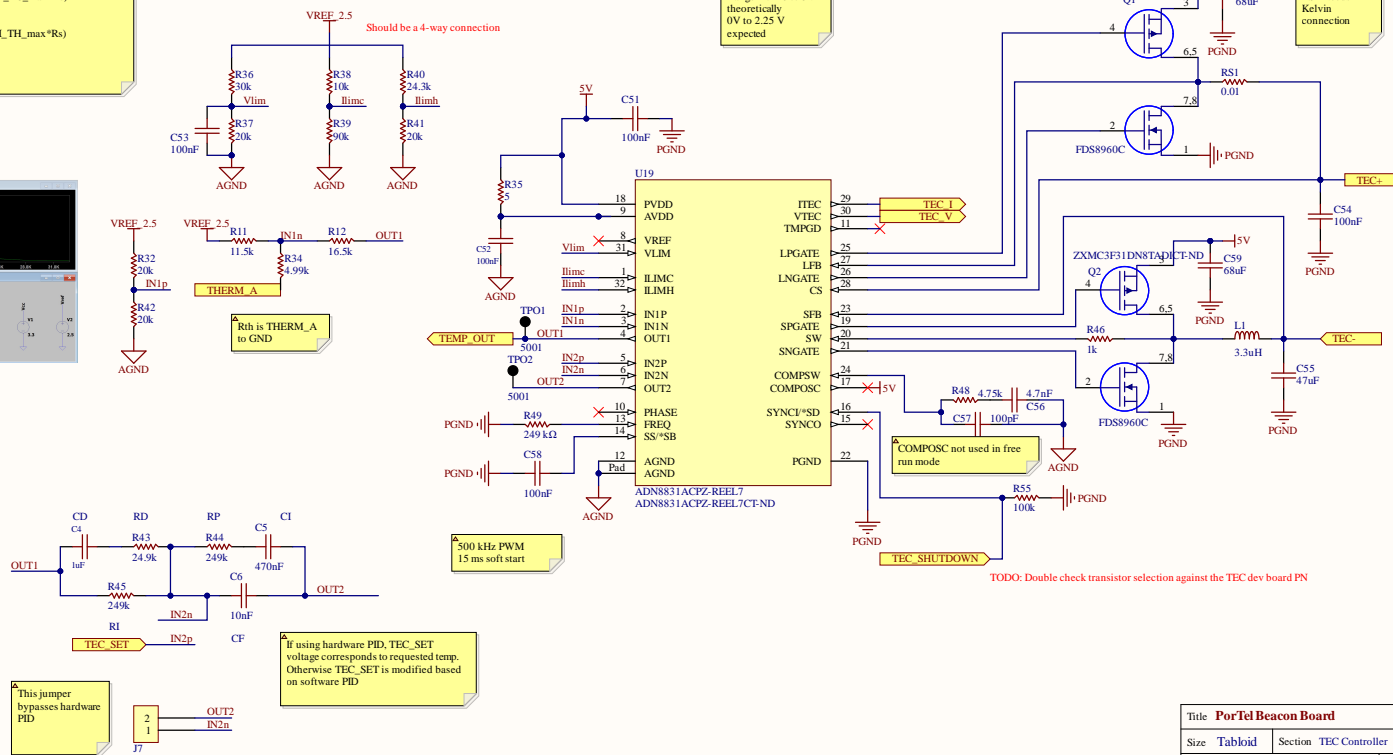 _TH_max*Rs)
theoretically
0V to 2.25 V
expected
Kelvin
connection
VREF_2.5
Should be a 4-way connection
R36
30k
Vlim
R37
20k
C53
100nF
AGND
R38
10k
Ilimc
R39
90k
AGND
R40
24.3k
Ilimh
R41
20k
AGND
VREF_2.5
R32
20k
IN1p
R42
20k
AGND
VREF_2.5
R11
11.5k
IN1n
R12
16.5k
OUT1
R34
4.99k
THERM_A
Rth is THERM_A
to GND
5V
C51
100nF
PGND
R35
5
C52
100nF
AGND
U19
18 PVDD
9 AVDD
8 VREF
Vlim 31 VLIM
Ilimc 1 ILIMC
Ilimh 32 ILIMH
IN1p 2 IN1P
IN1n 3 IN1N
OUT1 4 OUT1
IN2p 5 IN2P
IN2n 6 IN2N
OUT2 7 OUT2
10 PHASE
13 FREQ
14 SS/*SB
12 AGND
Pad AGND
ITEC 29 TEC_I
VTEC 30 TEC_V
TMPGD 11
LPGATE 25
LFB 27
LNGATE 26
CS 28
SFB 23
SPGATE 19
SW 20
SNGATE 21
COMPSW 24
COMPOSC 17 5V
SYNCI/*SD 16
SYNCO 15
PGND 22
ADN8831ACPZ-REEL7
ADN8831ACPZ-REEL7CT-ND
TPO1
5001
TEMP_OUT
TPO2
5001
PGND
R49
249 kΩ
PGND
C58
100nF
AGND
PGND
500 kHz PWM
15 ms soft start
4
3
6,5
68uF
PGND
RS1
0.01
7,8
2
1
FDS8960C
PGND
TEC+
C54
100nF
PGND
5V
ZXMC3F31DN8TADICT-ND
Q2
4
6,5
C59
68uF
PGND
R46
1k
L1
3.3uH
TEC-
C55
47uF
PGND
7,8
2
1
FDS8960C
PGND
R48
4.75k
4.7nF
C56
C57
100pF
AGND
COMPOSC not used in free
run mode
R55
100k
PGND
TEC_SHUTDOWN
TODO: Double check transistor selection against the TEC dev board PN
CD RD RP CI
C4
1uF
R43
24.9k
R44
249k
C5
470nF
OUT1
R45
249k
C6
10nF
OUT2
IN2n
RI
CF
TEC_SET
IN2p
If using hardware PID, TEC_SET
voltage corresponds to requested temp.
Otherwise TEC_SET is modified based
on software PID
This jumper
bypasses hardware
PID
2 OUT2
1 IN2n
J7
Title PorTel Beacon Board
Size Tabloid Section TEC Controller